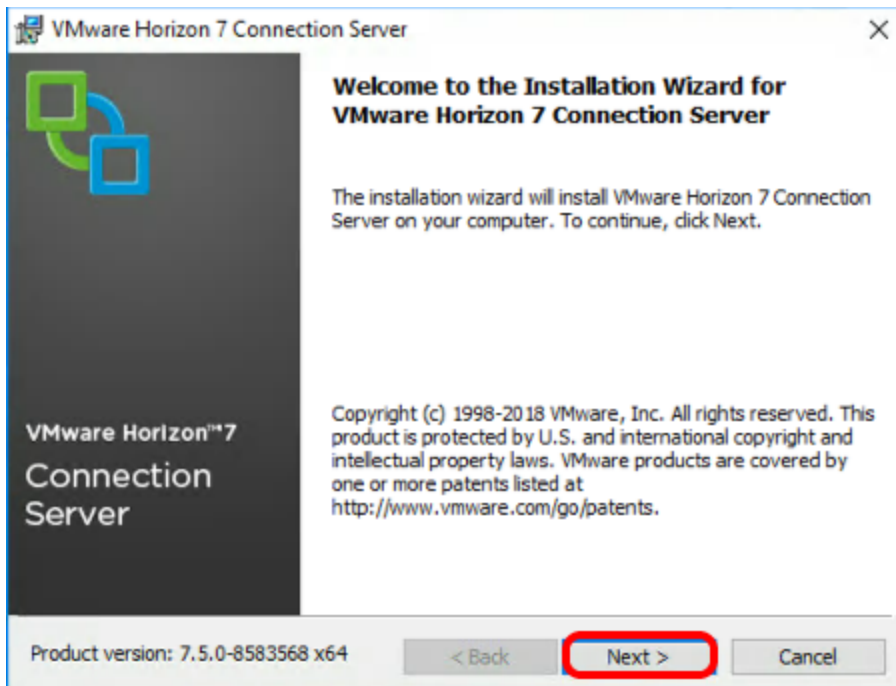 VMware Horizon 7 Connection Server
Welcome to the Installation Wizard for
VMware Horizon 7 Connection Server
The installation wizard will install VMware Horizon 7 Connection
Server on your computer. To continue, click Next.
Copyright (c) 1998-2018 VMware, Inc. All rights reserved. This
product is protected by U.S. and international copyright and
intellectual property laws. VMware products are covered by
one or more patents listed at
http://www.vmware.com/go/patents.
VMware Horizon™7
Connection
Server
Product version: 7.5.0-8583568 x64
< Back
Next >
Cancel